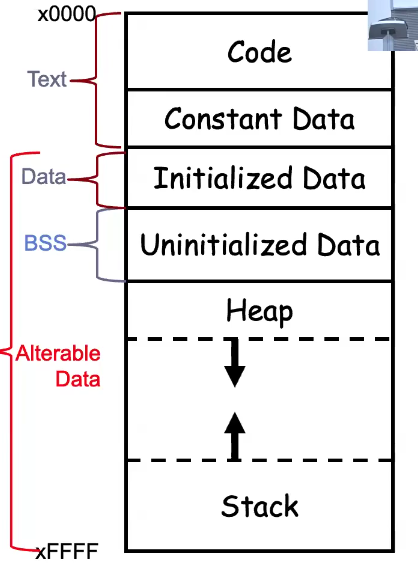 x0000
Code
Text
Constant Data
Data
Initialized Data
BSS
Uninitialized Data
Heap
Alterable
Data
Stack
xFFFF